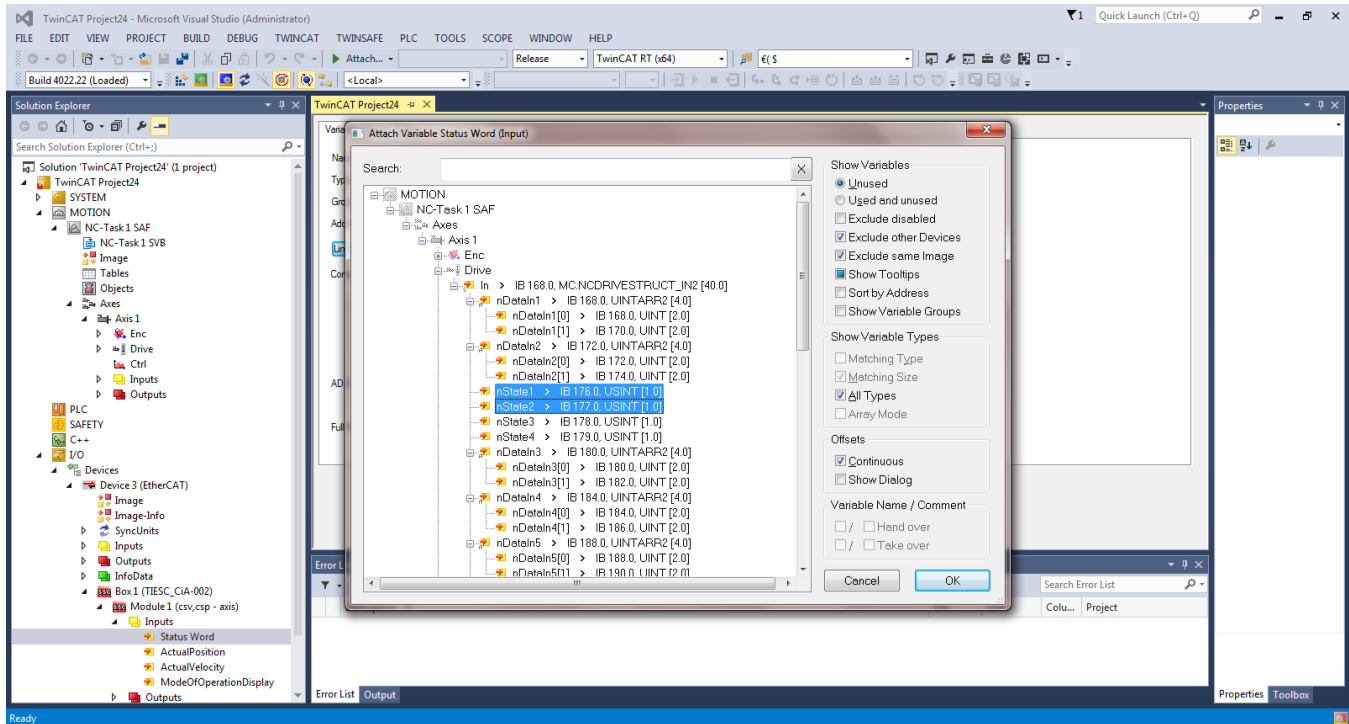 TwinCAT Project24 - Microsoft Visual Studio (Administrator)
1
Quick Launch (Ctrl+Q)
FILE EDIT VIEW PROJECT BUILD DEBUG TWINCAT TWINSAFE PLC TOOLS SCOPE WINDOW HELP
Attach...
Release
TwinCAT RT (x64)
Build 4022.22 (Loaded)
<Local>
Solution Explorer
Search Solution Explorer (Ctrl+;)
Solution 'TwinCAT Project24' (1 project)
TwinCAT Project24
SYSTEM
MOTION
NC-Task 1 SAF
NC-Task 1 SVB
Image
Tables
Objects
Axes
Axis 1
Enc
Drive
Ctrl
Inputs
Outputs
PLC
SAFETY
C++
I/O
Devices
Device 3 (EtherCAT)
Image
Image-Info
SyncUnits
Inputs
Outputs
InfoData
Box 1 (TIESC_CiA-002)
Module 1 (csv,csp - axis)
Inputs
Status Word
ActualPosition
ActualVelocity
ModeOfOperationDisplay
Outputs
TwinCAT Project24
Attach Variable Status Word (Input)
Search:
MOTION
NC-Task 1 SAF
Axes
Axis 1
Enc
Drive
In > IB 168.0, MC.NCDRIVESTRUCT_IN2 [40.0]
nDataIn1 > IB 168.0, UINTARR2 [4.0]
nDataIn1[0] > IB 168.0, UINT [2.0]
nDataIn1[1] > IB 170.0, UINT [2.0]
nDataIn2 > IB 172.0, UINTARR2 [4.0]
nDataIn2[0] > IB 172.0, UINT [2.0]
nDataIn2[1] > IB 174.0, UINT [2.0]
nState1 > IB 176.0, USINT [1.0]
nState2 > IB 177.0, USINT [1.0]
nState3 > IB 178.0, USINT [1.0]
nState4 > IB 179.0, USINT [1.0]
nDataIn3 > IB 180.0, UINTARR2 [4.0]
nDataIn3[0] > IB 180.0, UINT [2.0]
nDataIn3[1] > IB 182.0, UINT [2.0]
nDataIn4 > IB 184.0, UINTARR2 [4.0]
nDataIn4[0] > IB 184.0, UINT [2.0]
nDataIn4[1] > IB 186.0, UINT [2.0]
nDataIn5 > IB 188.0, UINTARR2 [4.0]
nDataIn5[0] > IB 188.0, UINT [2.0]
nDataIn5[1] > IB 190.0, UINT [2.0]
Show Variables
Unused
Used and unused
Exclude disabled
Exclude other Devices
Exclude same Image
Show Tooltips
Sort by Address
Show Variable Groups
Show Variable Types
Matching Type
Matching Size
All Types
Array Mode
Offsets
Continuous
Show Dialog
Variable Name / Comment
/ Hand over
/ Take over
Cancel OK
Search Error List
Colu... Project
Error List Output
Properties
Properties Toolbox
Ready